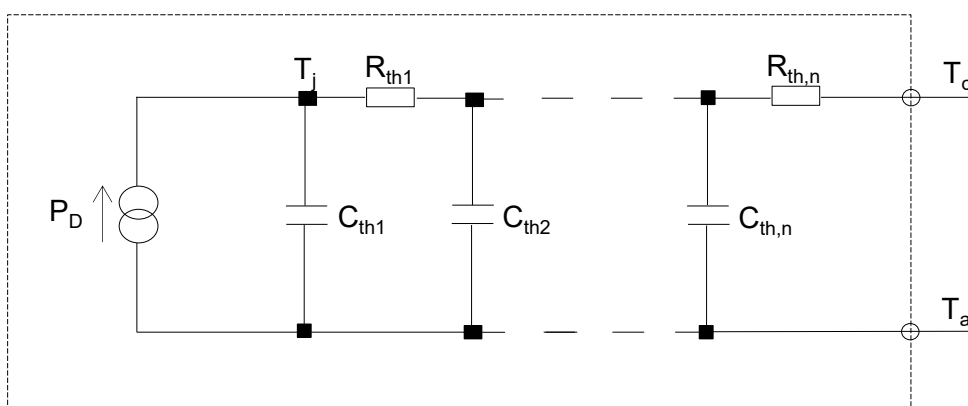 T_j
R_th1
R_th,n
T_c
P_D
C_th1
C_th2
C_th,n
T_a